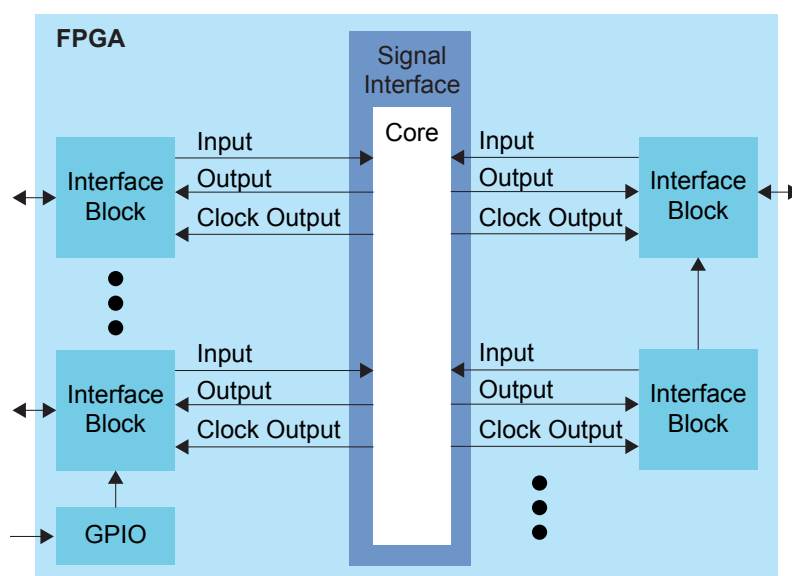 FPGA
Signal
Interface
Core
Interface
Block
Input
Output
Clock Output
Input
Output
Clock Output
Interface
Block
Interface
Block
Input
Output
Clock Output
Input
Output
Clock Output
Interface
Block
GPIO